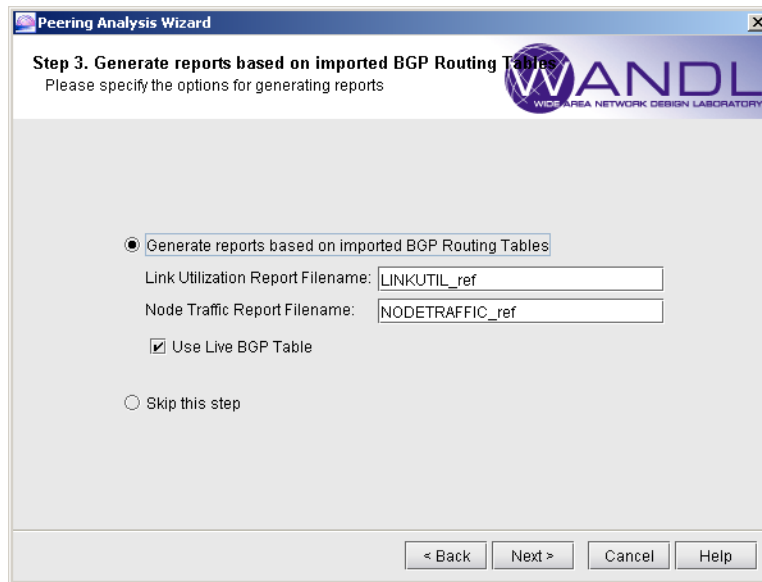 Peering Analysis Wizard
Step 3. Generate reports based on imported BGP Routing Tables
Please specify the options for generating reports
WANDL
WIDE AREA NETWORK DESIGN LABORATORY
Generate reports based on imported BGP Routing Tables
Link Utilization Report Filename: LINKUTIL_ref
Node Traffic Report Filename: NODETRAFFIC_ref
Use Live BGP Table
Skip this step
< Back Next > Cancel Help